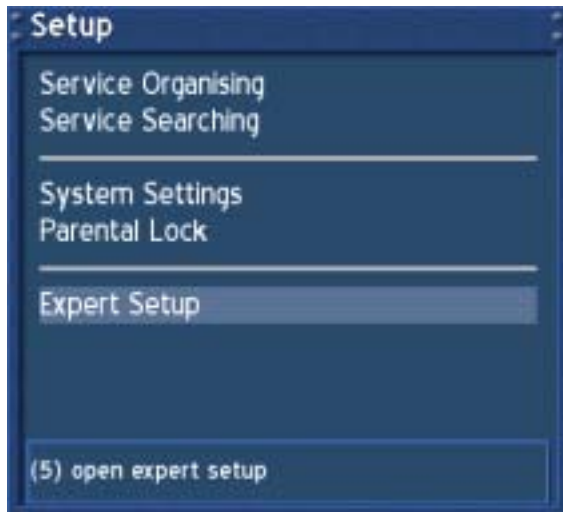 Setup
Service Organising
Service Searching
System Settings
Parental Lock
Expert Setup
(5) open expert setup